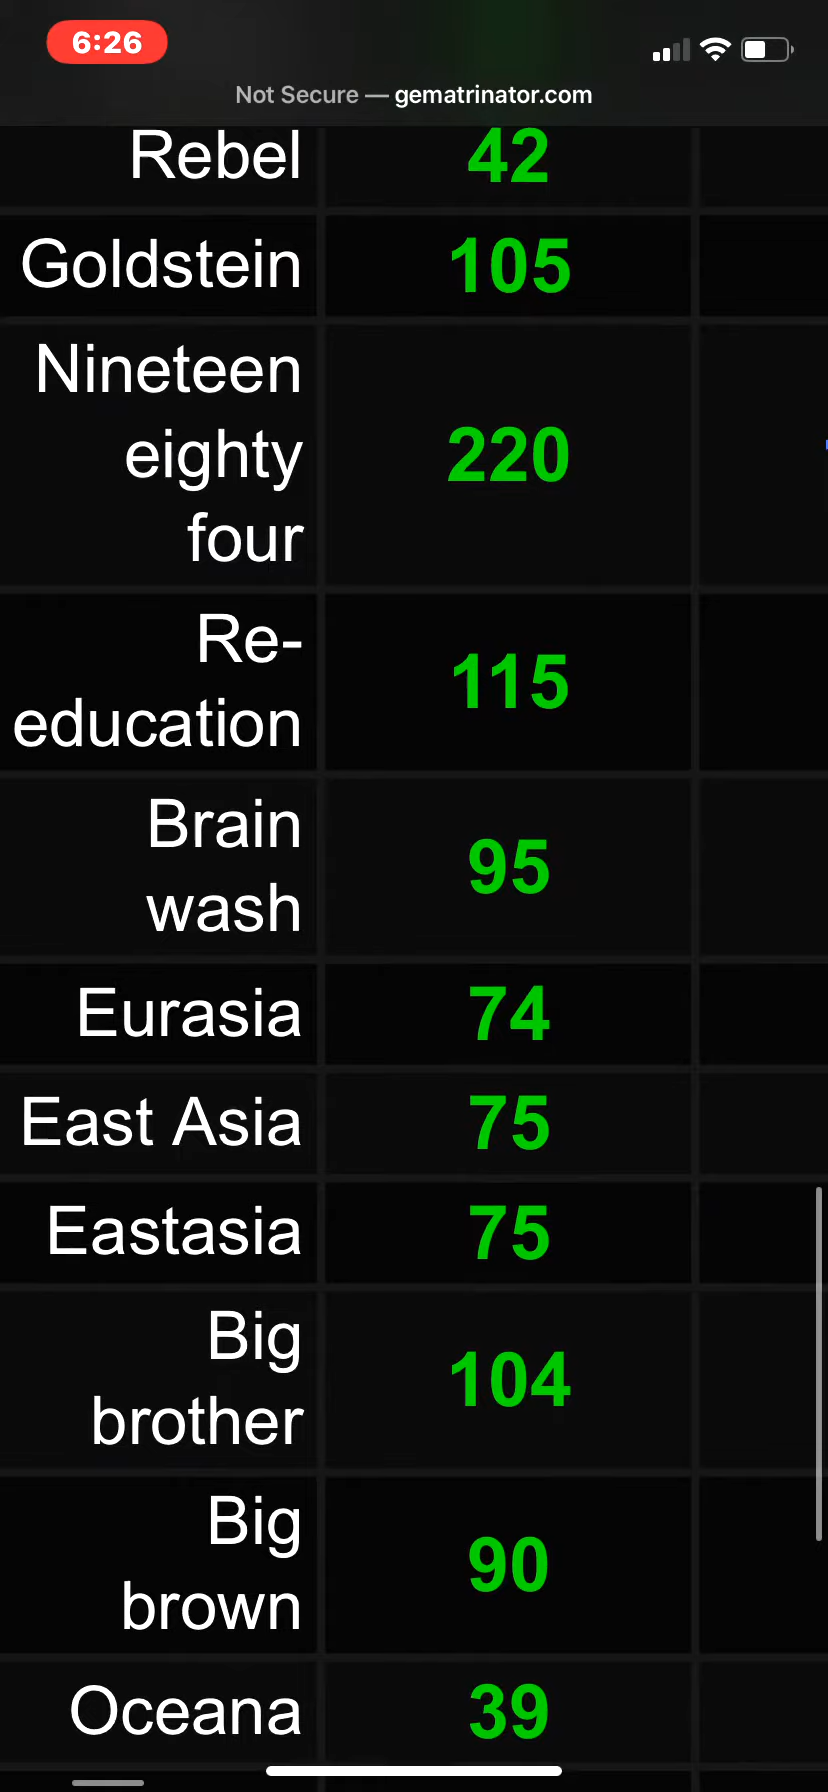 6:26
Not Secure — gematrinator.com
Rebel 42
Goldstein 105
Nineteen
eighty 220
four
Re-
education 115
Brain
wash 95
Eurasia 74
East Asia 75
Eastasia 75
Big
brother 104
Big
brown 90
Oceana 39